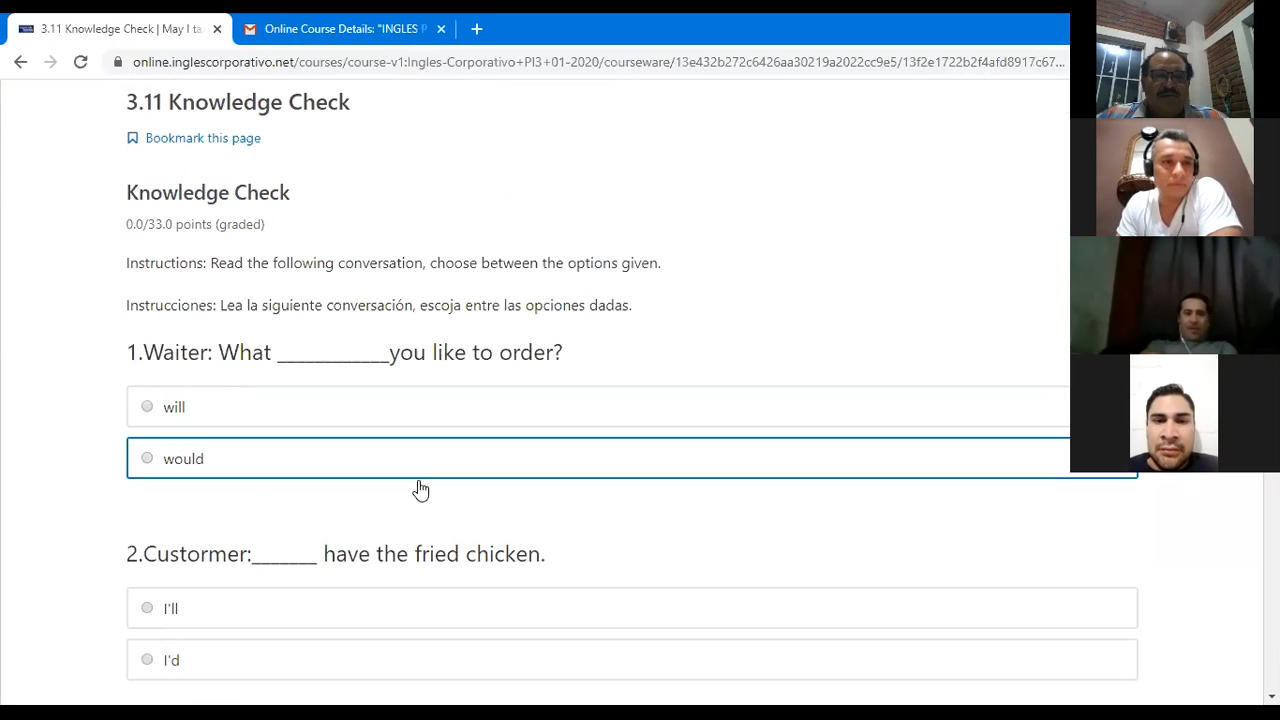 3.11 Knowledge Check | May I ta
Online Course Details: "INGLES P
online.inglescorporativo.net/courses/course-v1:Ingles-Corporativo+PI3+01-2020/courseware/13e432b272c6426aa30219a2022cc9e5/13f2e1722b2f4afd8917c67...
3.11 Knowledge Check
Bookmark this page
Knowledge Check
0.0/33.0 points (graded)
Instructions: Read the following conversation, choose between the options given.
Instrucciones: Lea la siguiente conversación, escoja entre las opciones dadas.
1.Waiter: What ____________you like to order?
will
would
2.Custormer:_______ have the fried chicken.
I'll
I'd